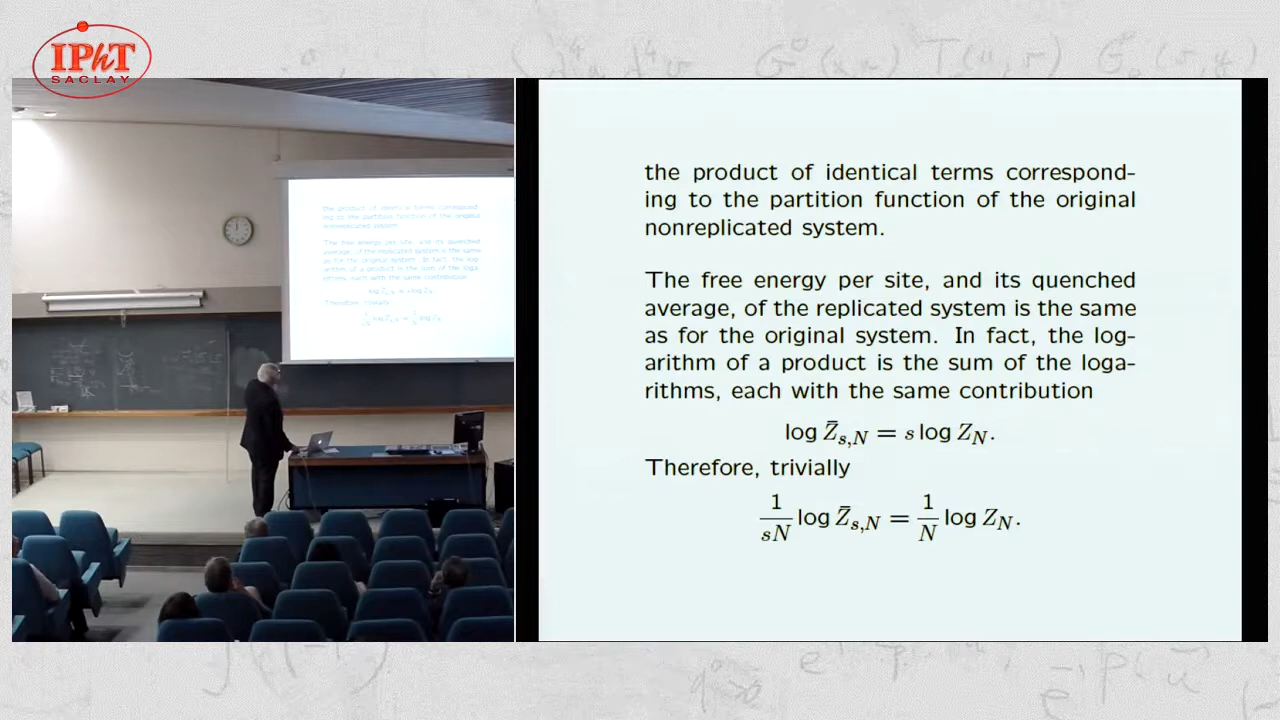 IPhT
SACLAY
the product of identical terms correspond-
ing to the partition function of the original
nonreplicated system.
The free energy per site, and its quenched
average, of the replicated system is the same
as for the original system. In fact, the log-
arithm of a product is the sum of the loga-
rithms, each with the same contribution
log Z̄_{s,N} = s log Z_N.
Therefore, trivially
\frac{1}{sN} log Z̄_{s,N} = \frac{1}{N} log Z_N.